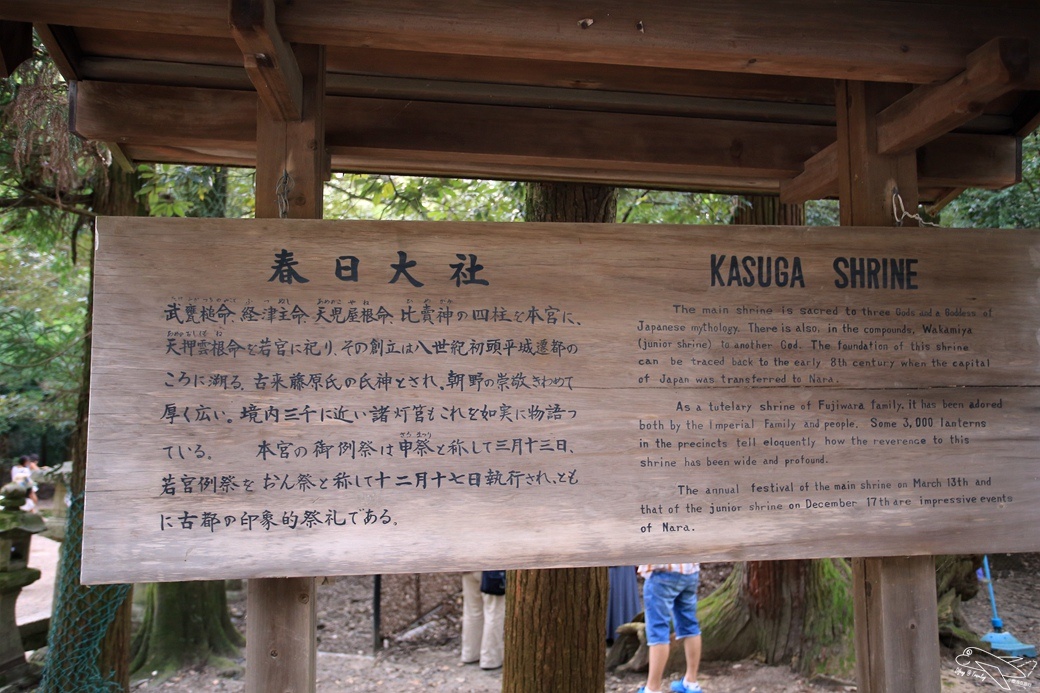 春日大社
武甕槌命、経津主命、天児屋根命、比売神の四柱を本宮に、
天押雲根命を若宮に祀り、その創立は八世紀初頭平城遷都の
ころに溯る。古来藤原氏の氏神とされ、朝野の崇敬きわめて
厚く広い。境内三千に近い諸灯篭もこれを如実に物語っ
ている。 本宮の御例祭は申祭と称して三月十三日、
若宮例祭をおん祭と称して十二月十七日執行され、とも
に古都の印象的祭礼である。
KASUGA SHRINE
The main shrine is sacred to three Gods and a Goddess of
Japanese mythology. There is also, in the compounds, Wakamiya
(junior shrine) to another God. The foundation of this shrine
can be traced back to the early 8th century when the capital
of Japan was transferred to Nara.
As a tutelary shrine of Fujiwara family, It has been adored
both by the Imperial Family and people. Some 3,000 lanterns
in the precincts tell eloquently how the reverence to this
shrine has been wide and profound.
The annual festival of the main shrine on March 13th and
that of the junior shrine on December 17th are impressive events
of Nara.